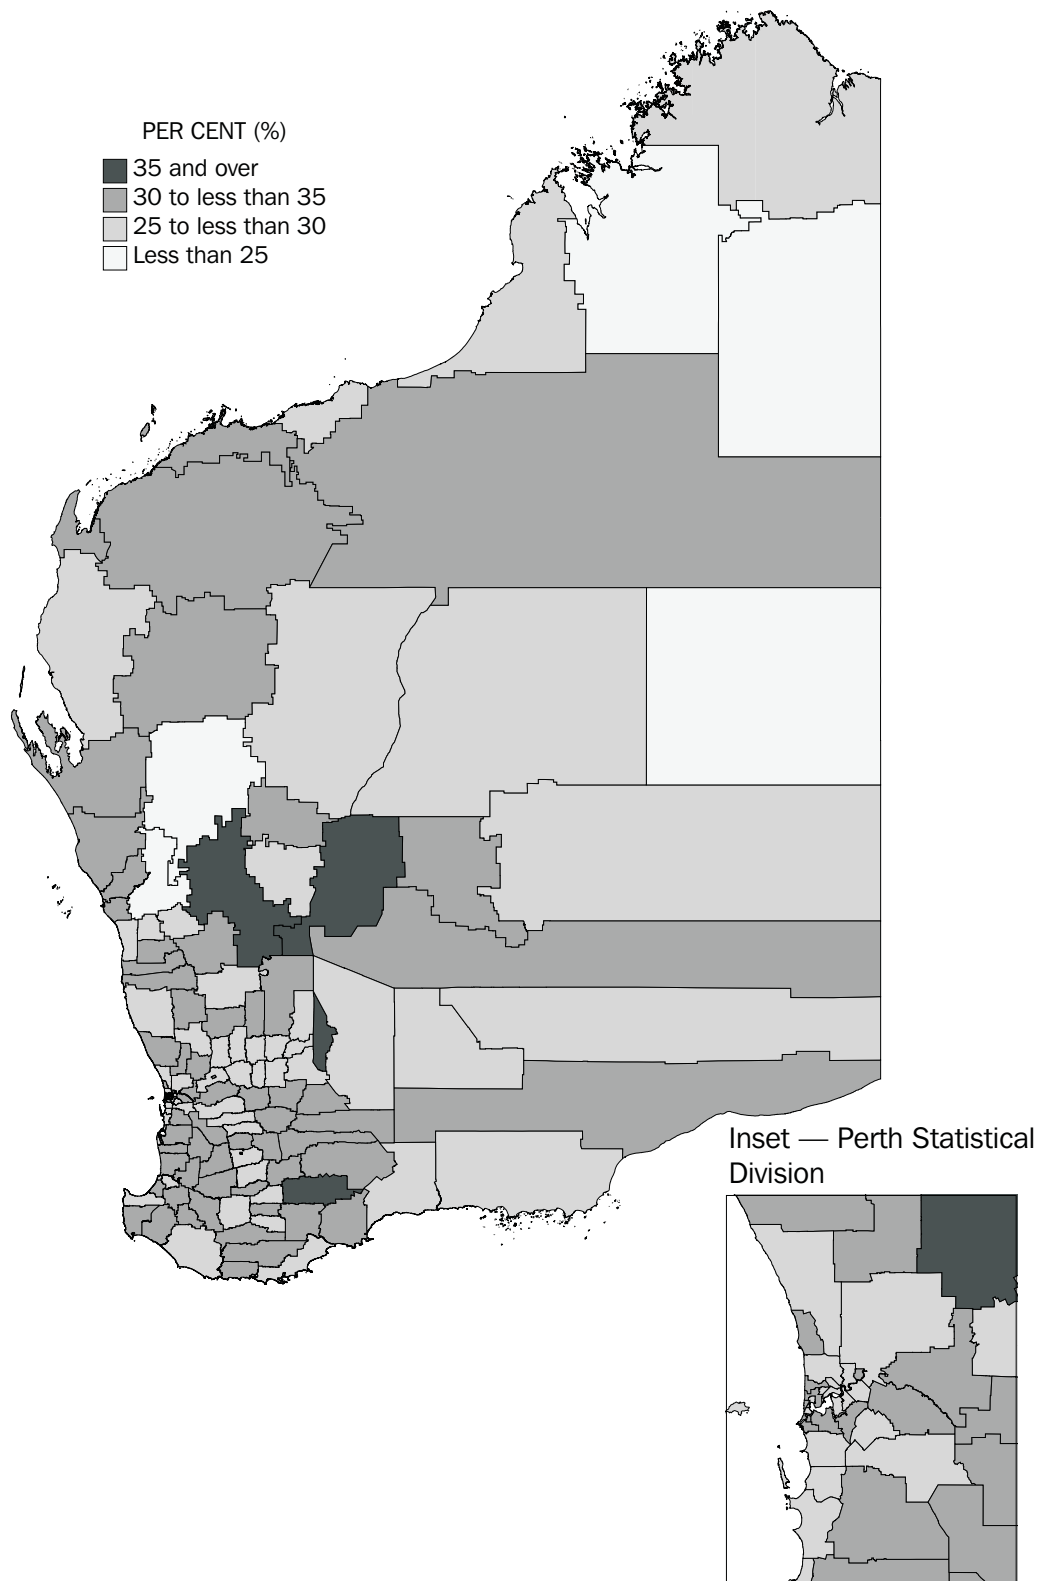 PER CENT (%)
35 and over
30 to less than 35
25 to less than 30
Less than 25
Inset — Perth Statistical
Division